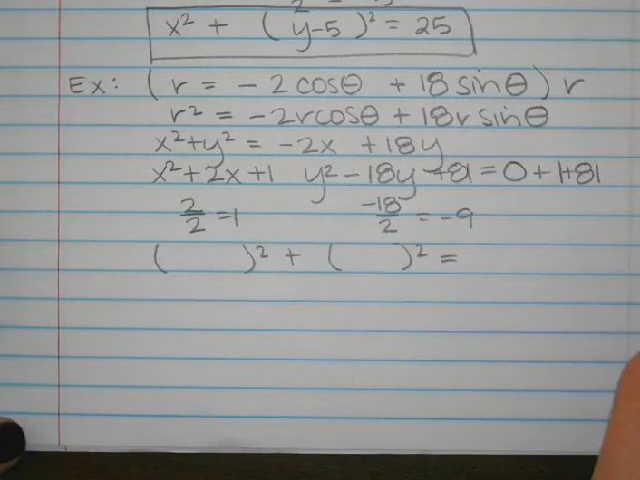 x² + (y-5)² = 25
Ex: (r = -2cosθ + 18sinθ) r
r² = -2rcosθ + 18rsinθ
x²+y² = -2x + 18y
x²+2x+1 y²-18y+81=0+1+81
2/2=1 -18/2=-9
( )² + ( )² =